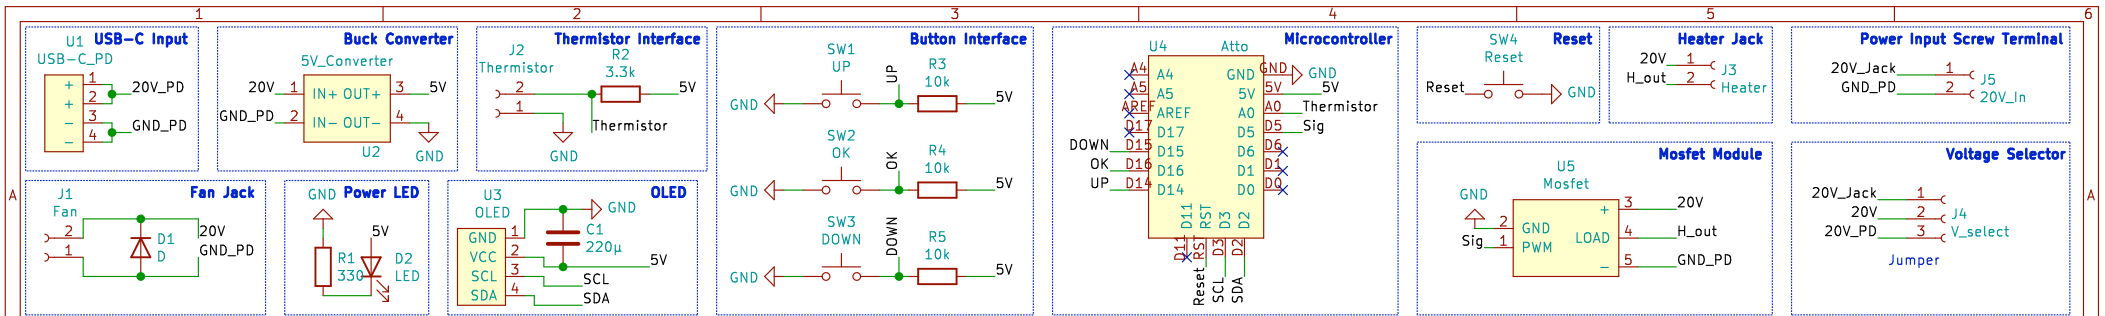 1 2 3 4 5 6
A A
USB-C Input
U1
USB-C_PD
+ 1
+ 2
- 3
- 4
20V_PD
GND_PD
Buck Converter
5V_Converter
20V 1 IN+ OUT+ 3 5V
GND_PD 2 IN- OUT- 4
U2
GND
Thermistor Interface
J2
Thermistor
R2
3.3k
2
1
5V
Thermistor
GND
Button Interface
SW1
UP
UP
R3
10k
GND
5V
SW2
OK
OK
R4
10k
GND
5V
SW3
DOWN
DOWN
R5
10k
GND
5V
Microcontroller
U4 Atto
A4 A4 GND GND GND
A5 A5 5V 5V 5V
AREF AREF A0 A0 Thermistor
D17 D17 D5 D5 Sig
DOWN D15 D15 D6 D6
OK D16 D16 D1 D1
UP D14 D14 D0 D0
D11 RST D3 D2
D11 RST D3 D2
Reset SCL SDA
Reset
SW4
Reset
Reset
GND
Heater Jack
20V 1
H_out 2
J3
Heater
Power Input Screw Terminal
20V_Jack 1
GND_PD 2
J5
20V_In
Fan Jack
J1
Fan
2
1
D1
D
20V
GND_PD
Power LED
GND
5V
R1
330
D2
LED
OLED
U3
OLED
GND 1
VCC 2
SCL 3
SDA 4
GND
C1
220µ
5V
SCL
SDA
Mosfet Module
U5
Mosfet
GND
2 GND
Sig 1 PWM
+ 3 20V
LOAD 4 H_out
- 5 GND_PD
Voltage Selector
20V_Jack 1
20V 2
20V_PD 3
J4
V_select
Jumper